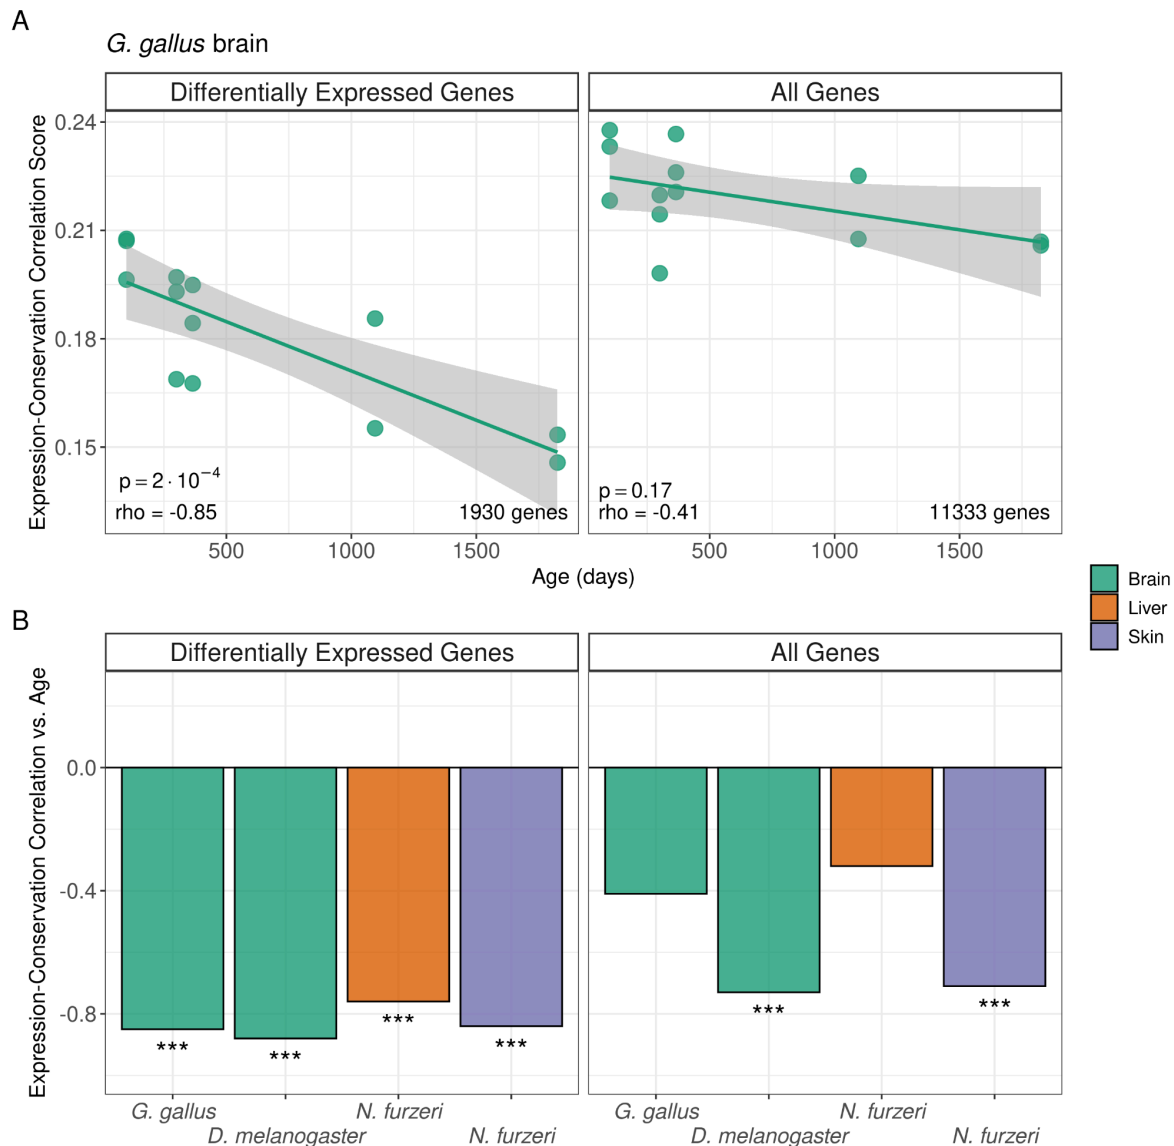 A
G. gallus brain
Differentially Expressed Genes
All Genes
Expression-Conservation Correlation Score
0.24
0.21
0.18
0.15
p = 2 · 10⁻⁴
rho = -0.85
1930 genes
p = 0.17
rho = -0.41
11333 genes
500
1000
1500
500
1000
1500
Age (days)
Brain
Liver
Skin
B
Differentially Expressed Genes
All Genes
Expression-Conservation Correlation vs. Age
0.0
-0.4
-0.8
***
***
***
***
***
***
G. gallus
N. furzeri
G. gallus
N. furzeri
D. melanogaster
N. furzeri
D. melanogaster
N. furzeri